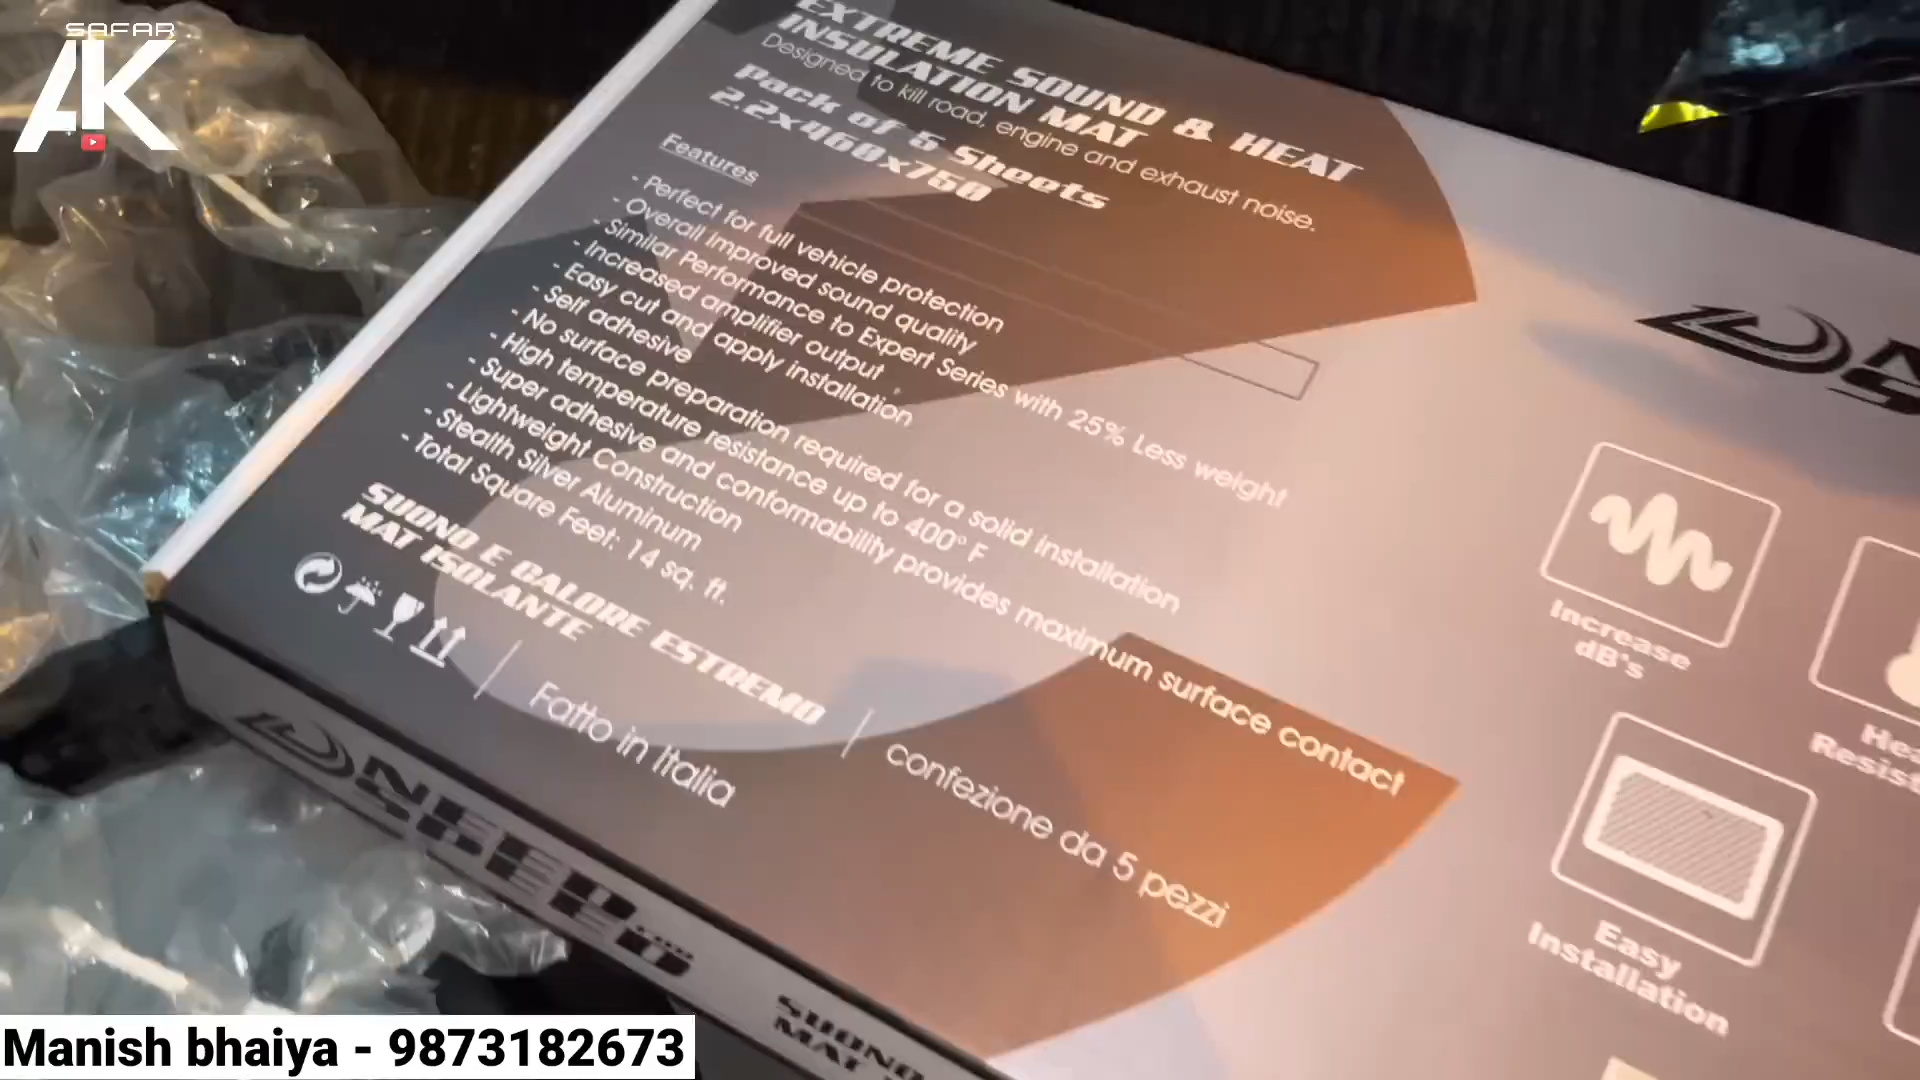 SAFAR
AK
EXTREME SOUND & HEAT
INSULATION MAT
Designed to kill road, engine and exhaust noise.
Pack of 5 Sheets
2.2x460x750
Features
- Perfect for full vehicle protection
- Overall improved sound quality
- Similar Performance to Expert Series with 25% Less weight
- Increased amplifier output
- Easy cut and apply installation
- Self adhesive
- No surface preparation required for a solid installation
- High temperature resistance up to 400° F
- Super adhesive and conformability provides maximum surface contact
- Lightweight Construction
- Stealth Silver Aluminum
- Total Square Feet: 14 sq. ft.
SUONO E CALORE ESTREMO
MAT ISOLANTE
Fatto in Italia
confezione da 5 pezzi
Increase
dB's
Easy
Installation
SUONO
MAT
Manish bhaiya - 9873182673